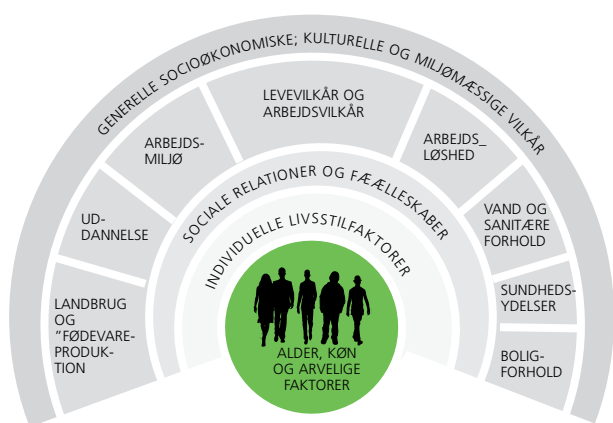 GENERELLE SOCIOØKONOMISKE; KULTURELLE OG MILJØMÆSSIGE VILKÅR
LEVEVILKÅR OG
ARBEJDSVILKÅR
ARBEJDS-
MILJØ
ARBEJDS_
LØSHED
UD-
DANNELSE
VAND OG
SANITÆRE
FORHOLD
LANDBRUG
OG
"FØDEVARE-
PRODUK-
TION
SUNDHEDS-
YDELSER
BOLIG-
FORHOLD
SOCIALE RELATIONER OG FÆÆLLESKABER
INDIVIDUELLE LIVSSTILFAKTORER
ALDER, KØN
OG ARVELIGE
FAKTORER